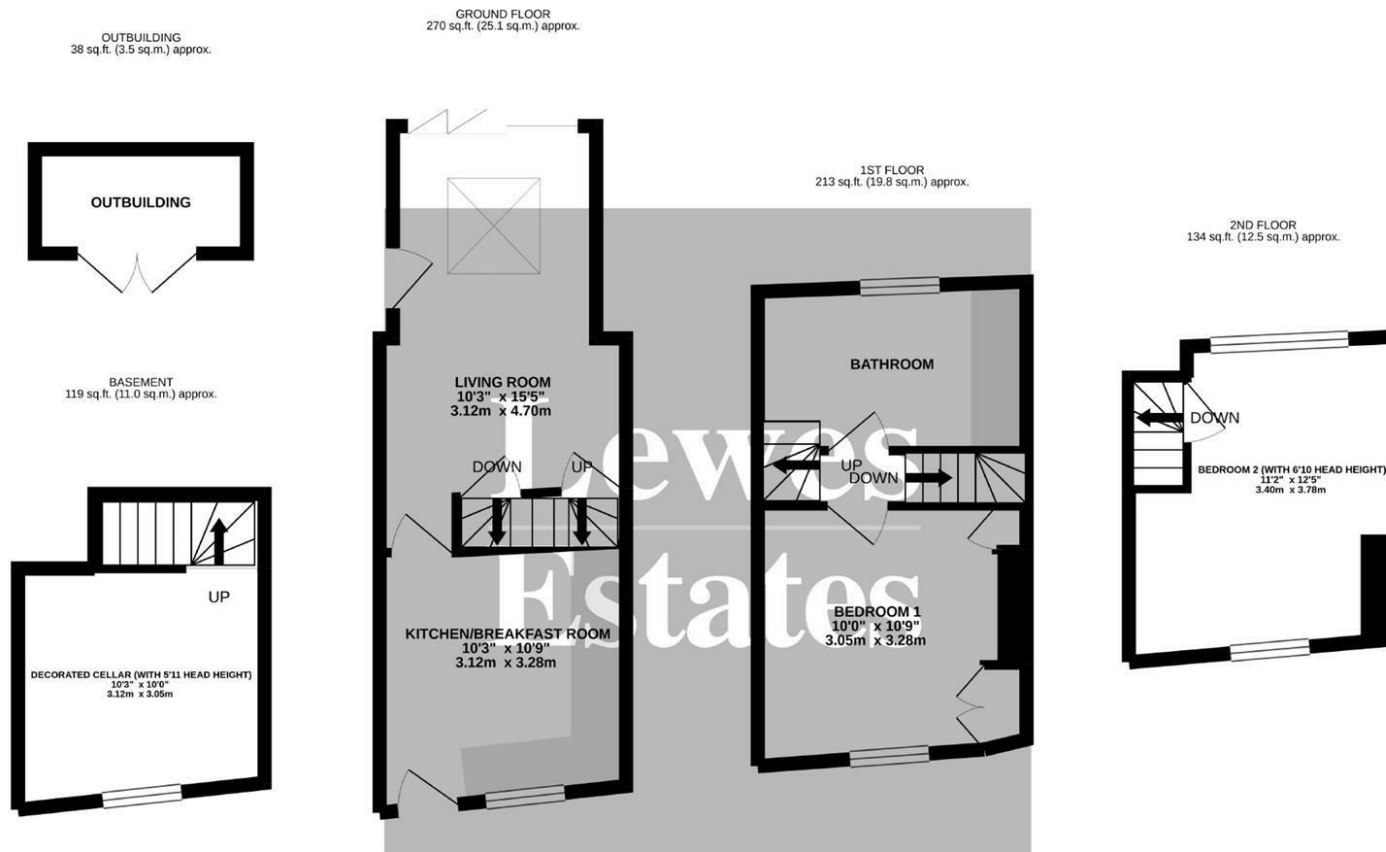 OUTBUILDING
38 sq.ft. (3.5 sq.m.) approx.
OUTBUILDING
BASEMENT
119 sq.ft. (11.0 sq.m.) approx.
UP
DECORATED CELLAR (WITH 5'11 HEAD HEIGHT)
10'3" x 10'0"
3.12m x 3.05m
GROUND FLOOR
270 sq.ft. (25.1 sq.m.) approx.
LIVING ROOM
10'3" x 15'5"
3.12m x 4.70m
DOWN
UP
KITCHEN/BREAKFAST ROOM
10'3" x 10'9"
3.12m x 3.28m
Lewes
Estates
1ST FLOOR
213 sq.ft. (19.8 sq.m.) approx.
BATHROOM
UP
DOWN
BEDROOM 1
10'0" x 10'9"
3.05m x 3.28m
2ND FLOOR
134 sq.ft. (12.5 sq.m.) approx.
DOWN
BEDROOM 2 (WITH 6'10 HEAD HEIGHT)
11'2" x 12'5"
3.40m x 3.78m